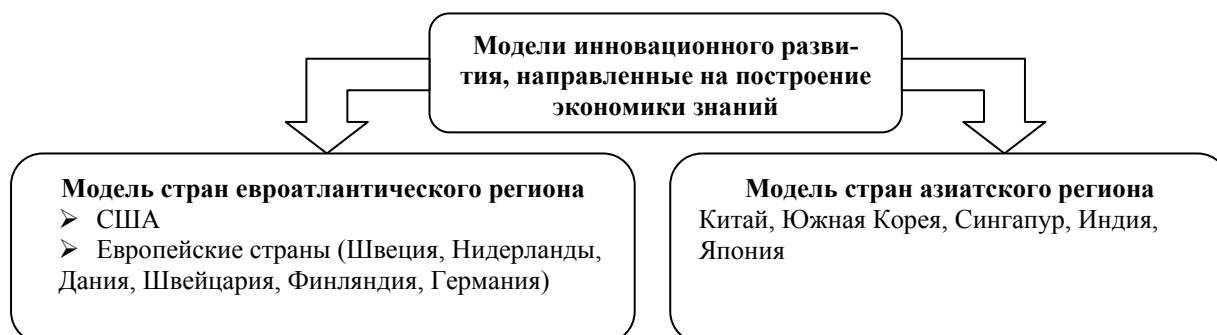 Модели инновационного разви-
тия, направленные на построение
экономики знаний
Модель стран евроатлантического региона
➢ США
➢ Европейские страны (Швеция, Нидерланды,
Дания, Швейцария, Финляндия, Германия)
Модель стран азиатского региона
Китай, Южная Корея, Сингапур, Индия,
Япония